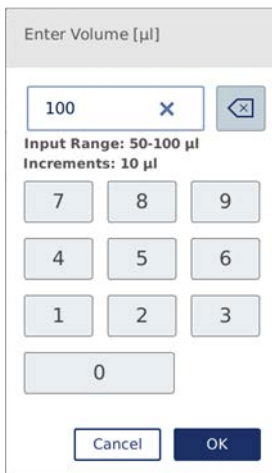 Enter Volume [µl]
100
Input Range: 50-100 µl
Increments: 10 µl
7 8 9
4 5 6
1 2 3
0
Cancel OK